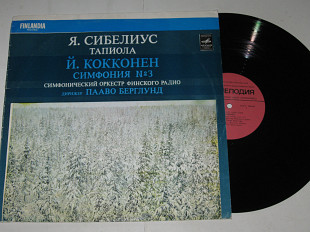 FINLANDIA
Я. СИБЕЛИУС
ТАПИОЛА
Й. КОККОНЕН
СИМФОНИЯ №3
СИМФОНИЧЕСКИЙ ОРКЕСТР ФИНСКОГО РАДИО
ДИРИЖЕР ПААВО БЕРГЛУНД
МЕЛОДИЯ